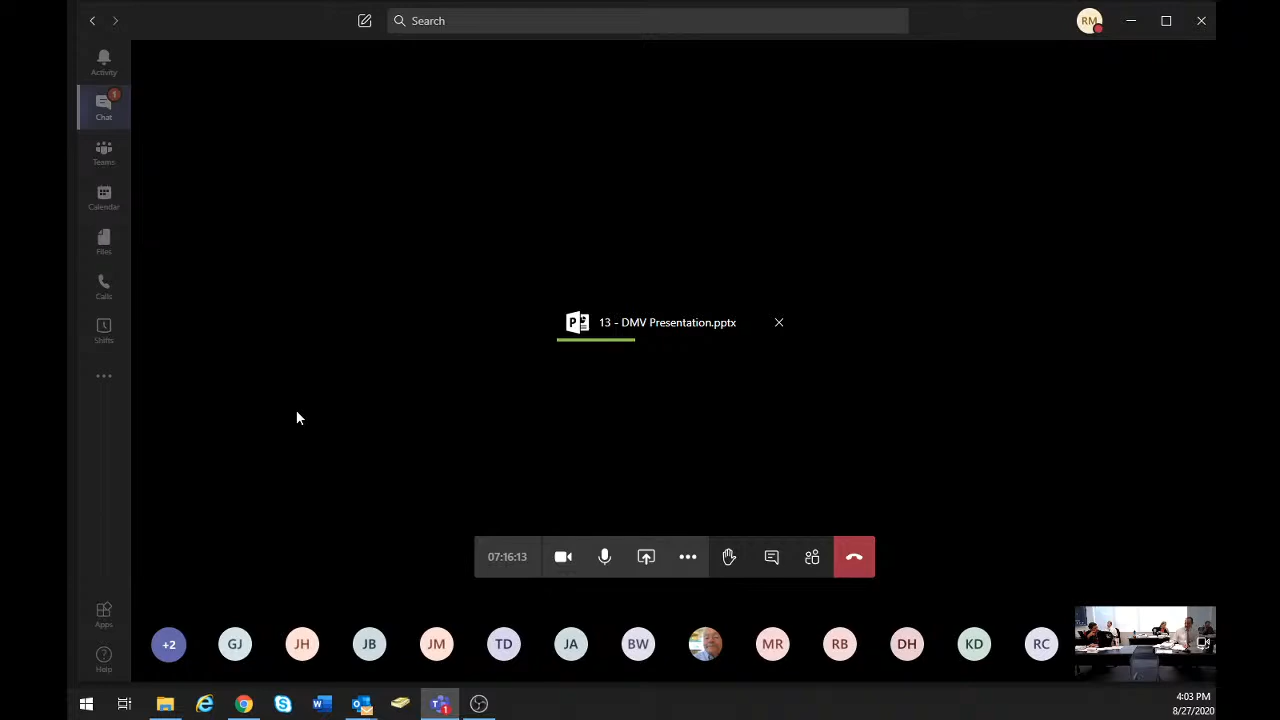 Search
RM
Activity
1
Chat
Teams
Calendar
Files
Calls
Shifts
13 - DMV Presentation.pptx
07:16:13
Apps
Help
+2
GJ
JH
JB
JM
TD
JA
BW
MR
RB
DH
KD
RC
4:03 PM
8/27/2020